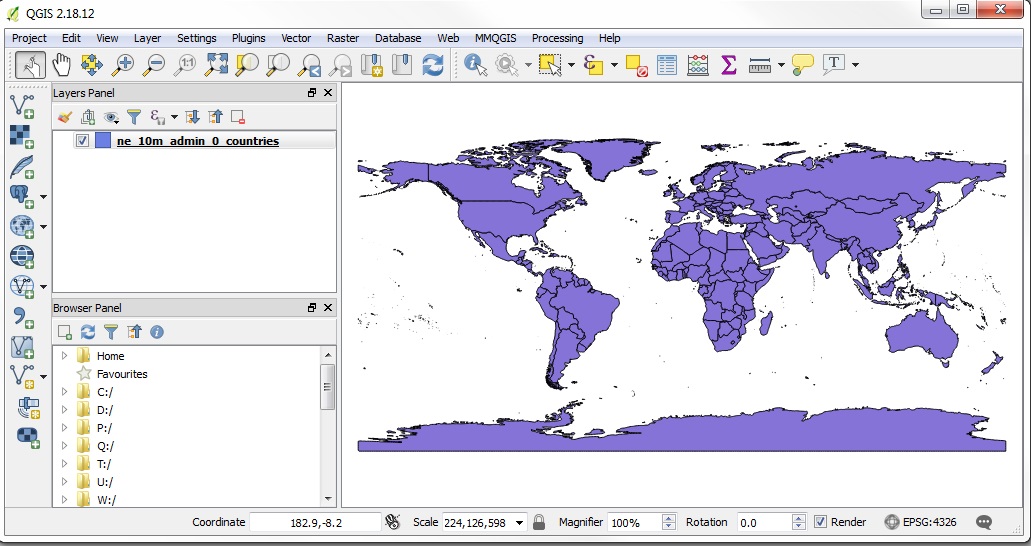 QGIS 2.18.12
Project Edit View Layer Settings Plugins Vector Raster Database Web MMQGIS Processing Help
1:1
T
Layers Panel
ne_10m_admin_0_countries
Browser Panel
Home
Favourites
C:/
D:/
P:/
Q:/
T:/
U:/
W:/
Coordinate 182.9,-8.2 Scale 224,126,598 Magnifier 100% Rotation 0.0 Render EPSG:4326